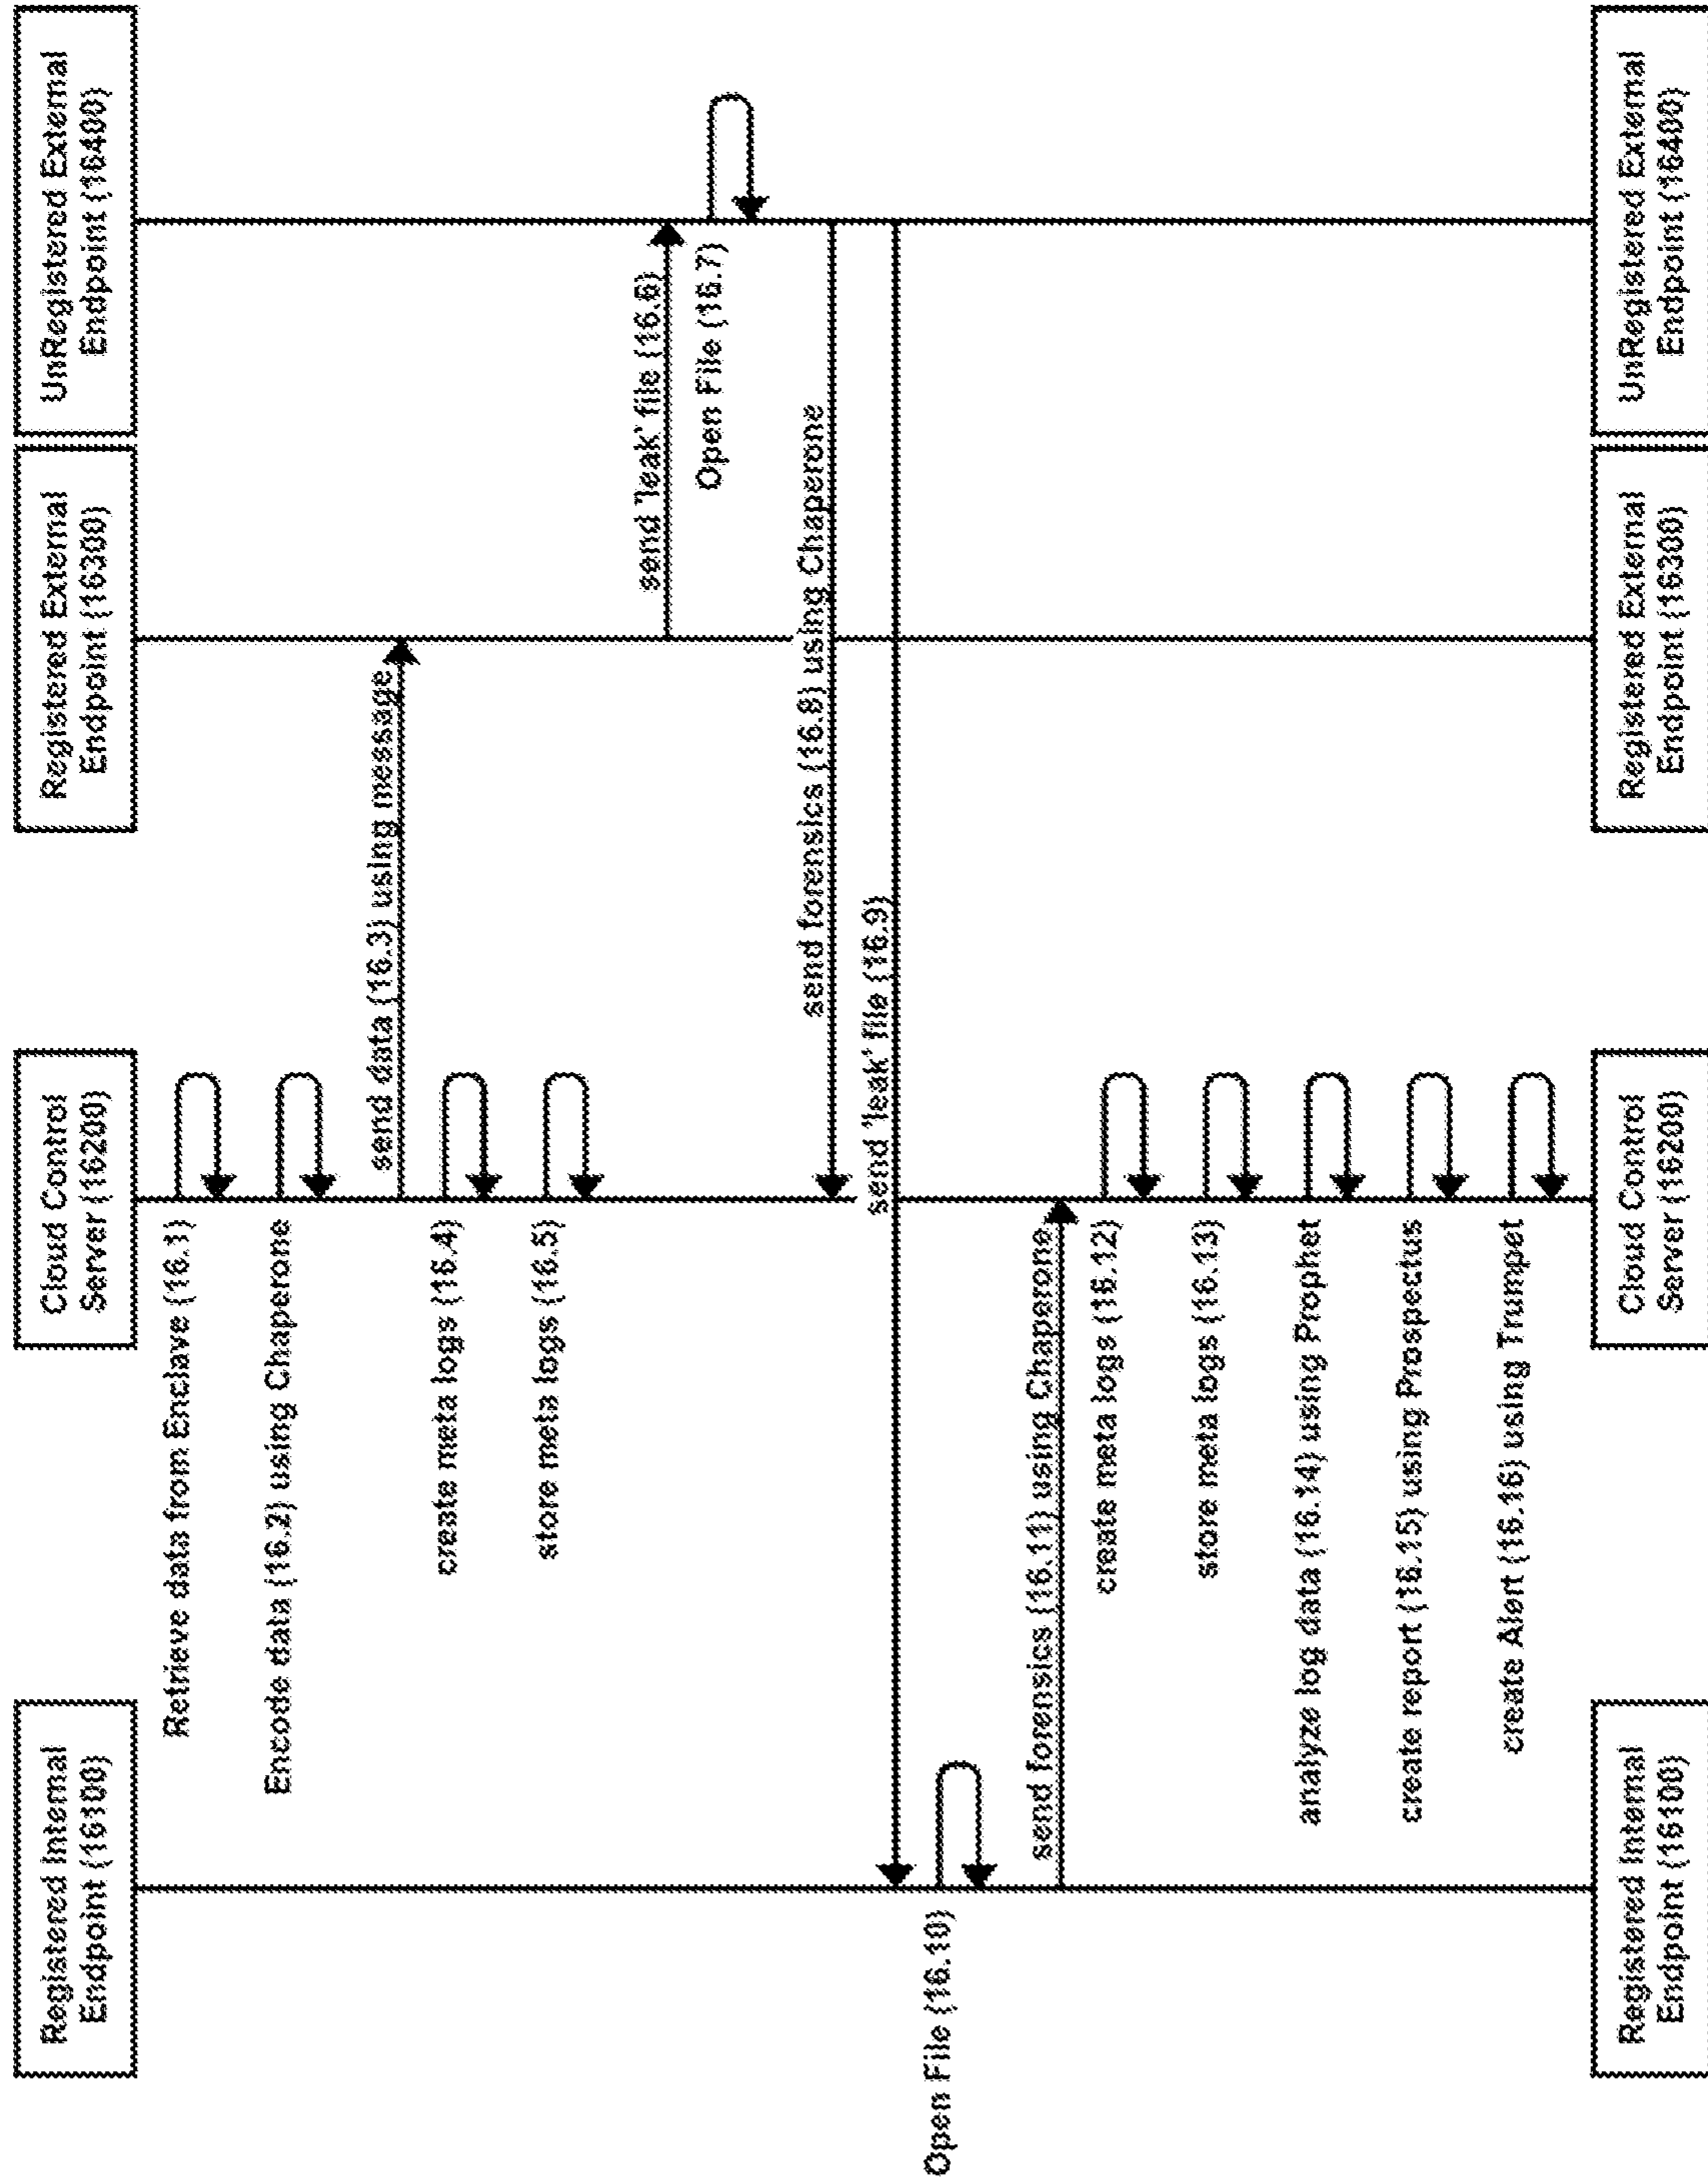 Registered Internal
Endpoint (16100)
Cloud Control
Server (16200)
Registered External
Endpoint (16300)
UnRegistered External
Endpoint (16400)
Retrieve data from Enclave (16.1)
Encode data (16.2) using Chaperone
send data (16.3) using message
create meta logs (16.4)
store meta logs (16.5)
send 'leak' file (16.6)
Open File (16.7)
send forensics (16.8) using Chaperone
send 'leak' file (16.9)
Open File (16.10)
send forensics (16.11) using Chaperone
create meta logs (16.12)
store meta logs (16.13)
analyze log data (16.14) using Prophet
create report (16.15) using Prospectus
create Alert (16.16) using Trumpet
Registered Internal
Endpoint (16100)
Cloud Control
Server (16200)
Registered External
Endpoint (16300)
UnRegistered External
Endpoint (16400)